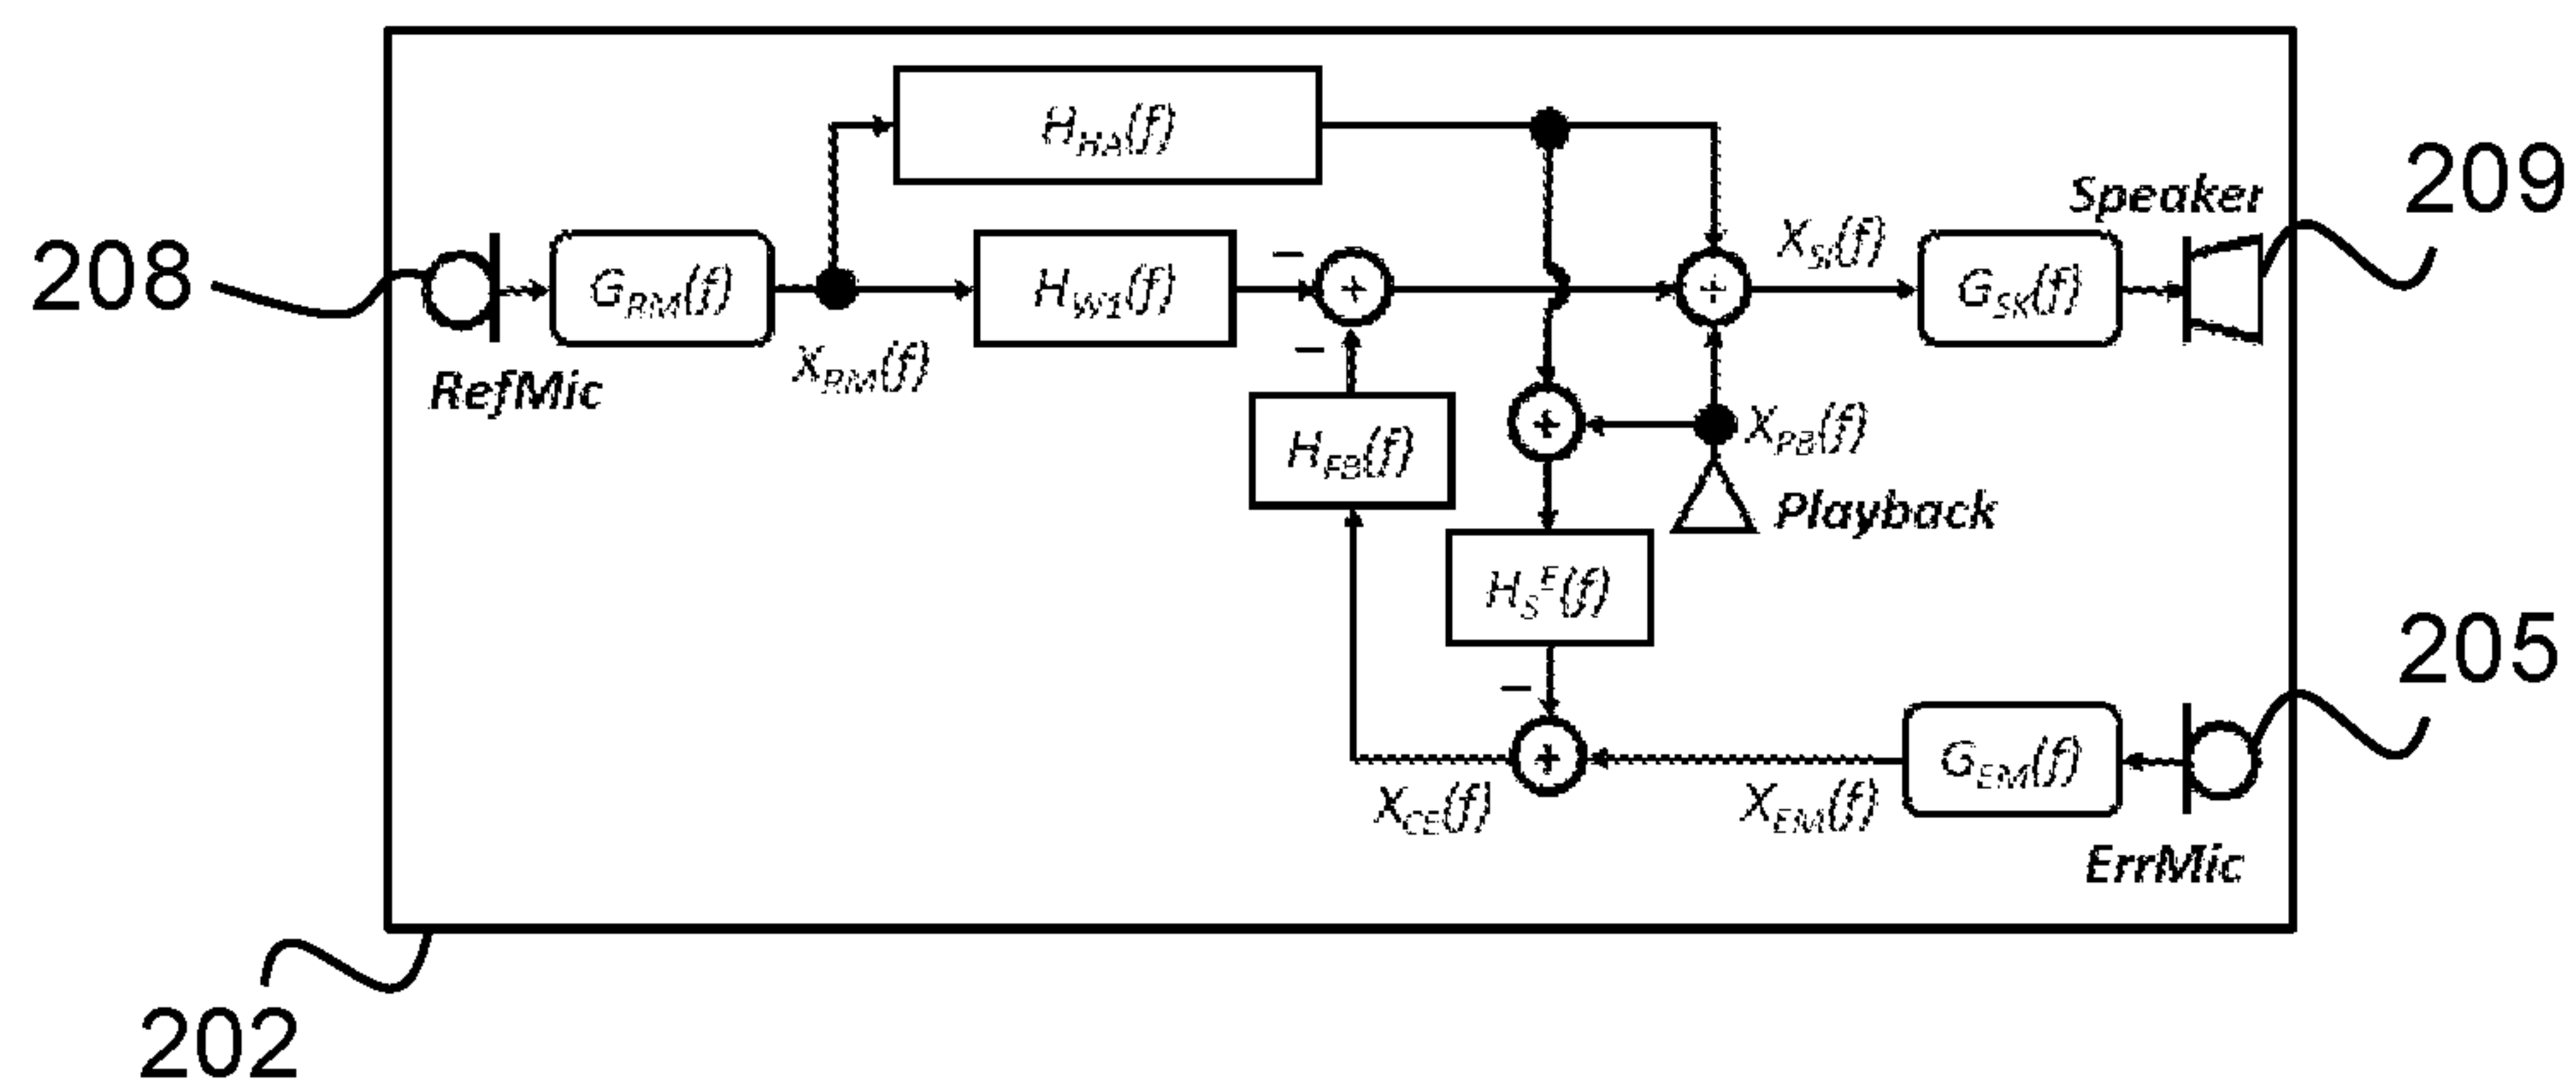 H_HA(f)
209
Speaker
208
G_RM(f)
H_W1(f)
−
+
+
X_SI(f)
G_SK(f)
RefMic
X_RM(f)
−
H_FB(f)
+
X_PB(f)
Playback
H_S^E(f)
205
−
+
X_CE(f)
X_EM(f)
G_EM(f)
ErrMic
202